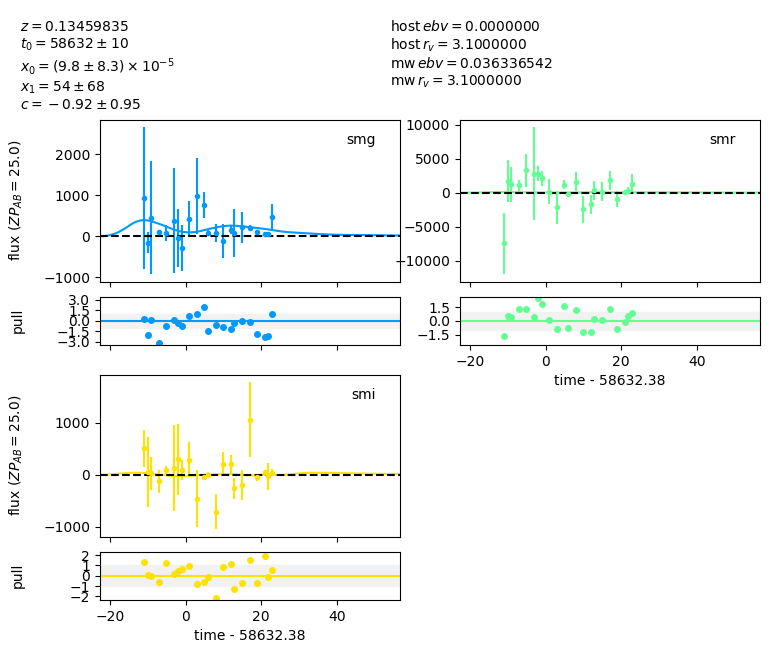 z = 0.13459835
t₀ = 58632 ± 10
x₀ = (9.8 ± 8.3) × 10⁻⁵
x₁ = 54 ± 68
c = −0.92 ± 0.95
host ebv = 0.0000000
host r_v = 3.1000000
mw ebv = 0.036336542
mw r_v = 3.1000000
smg
flux (ZP_AB = 25.0)
2000
1000
0
−1000
smr
10000
5000
0
−5000
−10000
pull
3.0
1.5
0.0
−1.5
−3.0
1.5
0.0
−1.5
−20
0
20
40
time - 58632.38
smi
flux (ZP_AB = 25.0)
1000
0
−1000
pull
2
1
0
−1
−2
−20
0
20
40
time - 58632.38